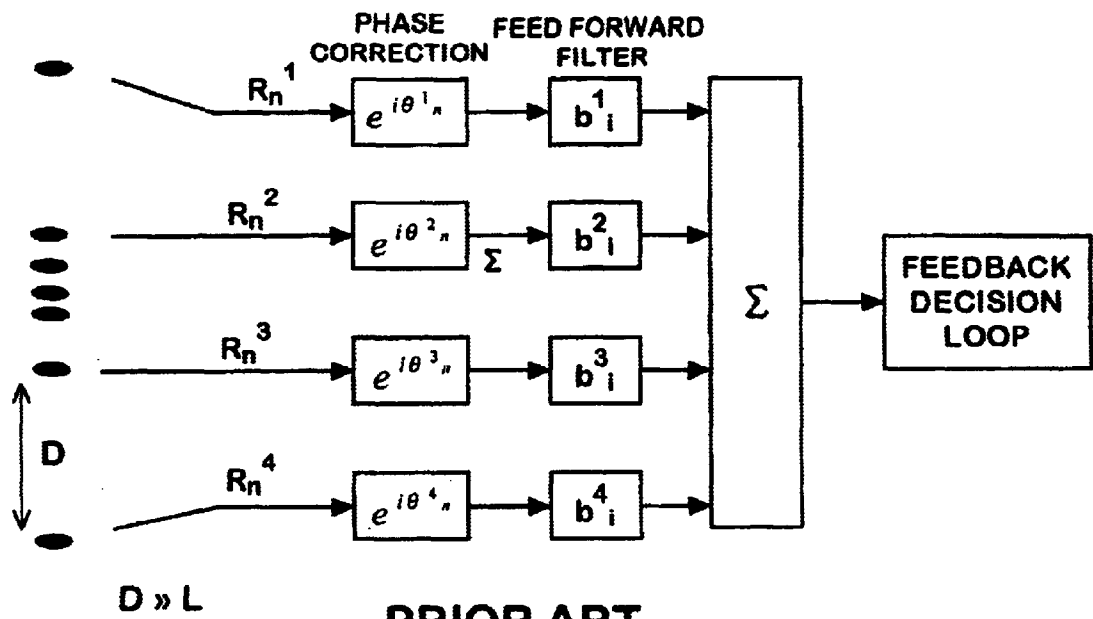 PHASE CORRECTION
FEED FORWARD FILTER
Rn1
e iθ1n
b1i
Rn2
e iθ2n
Σ
b2i
Rn3
e iθ3n
b3i
Rn4
e iθ4n
b4i
Σ
FEEDBACK
DECISION
LOOP
D
D » L
PRIOR ART